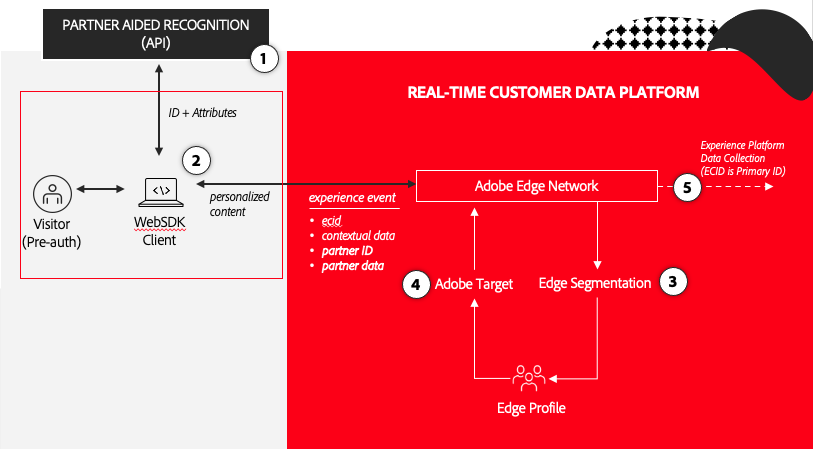 PARTNER AIDED RECOGNITION
(API)
1
REAL-TIME CUSTOMER DATA PLATFORM
ID + Attributes
2
Experience Platform
Data Collection
(ECID is Primary ID)
Adobe Edge Network
5
personalized
content
experience event
• ecid
• contextual data
• partner ID
• partner data
Visitor
(Pre-auth)
WebSDK
Client
4
Adobe Target
Edge Segmentation
3
Edge Profile